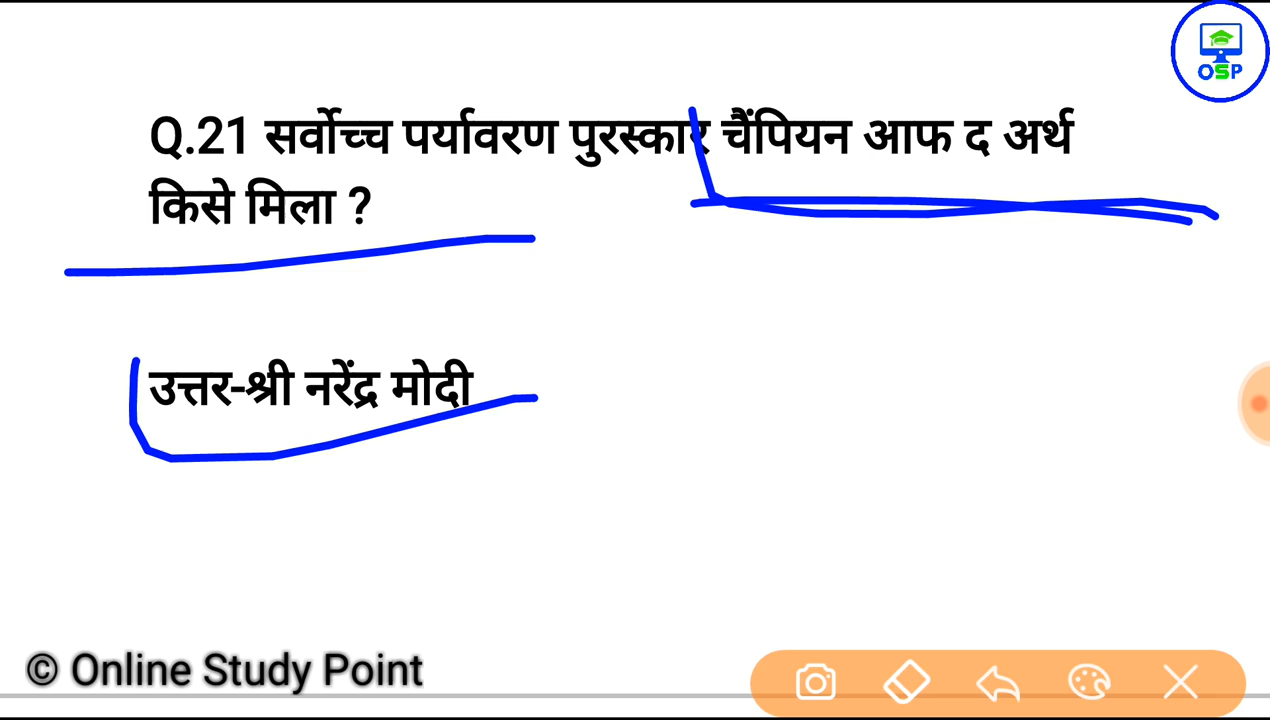 OSP
Q.21 सर्वोच्च पर्यावरण पुरस्कार चैंपियन आफ द अर्थ
किसे मिला ?
उत्तर-श्री नरेंद्र मोदी
© Online Study Point